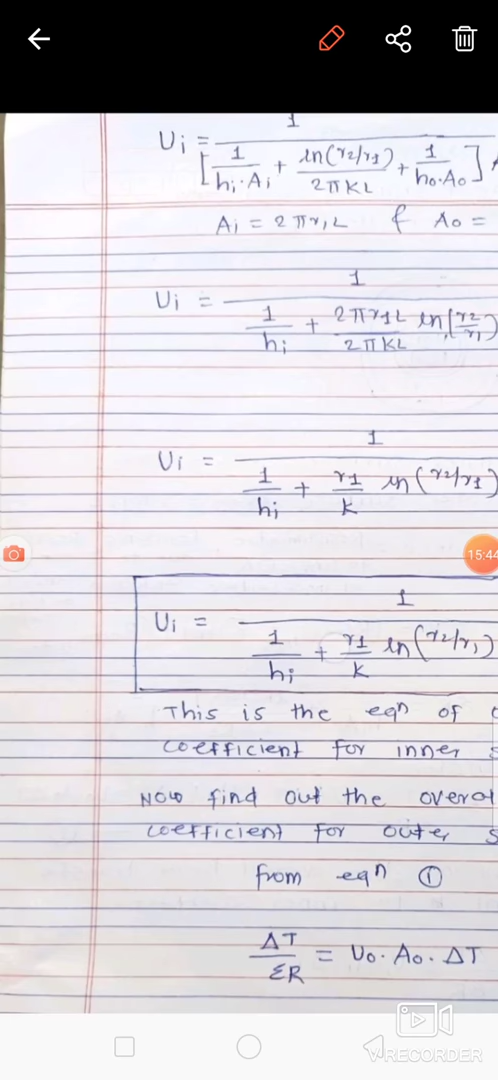 Ui = 1 / [1/hi·Ai + ln(r2/r1)/2πKL + 1/ho·Ao]
Ai = 2πr1L & Ao =
Ui = 1 / 1/hi + 2πr1L/2πKL ln(r2/r1)
Ui = 1 / 1/hi + r1/k ln(r2/r1)
15:44
Ui = 1 / 1/hi + r1/k ln(r2/r1)
This is the eqn of
coefficient for inner s
Now find out the overal
coefficient for outer s
from eqn ①
ΔT/ΣR = Uo·Ao·ΔT
VRECORDER